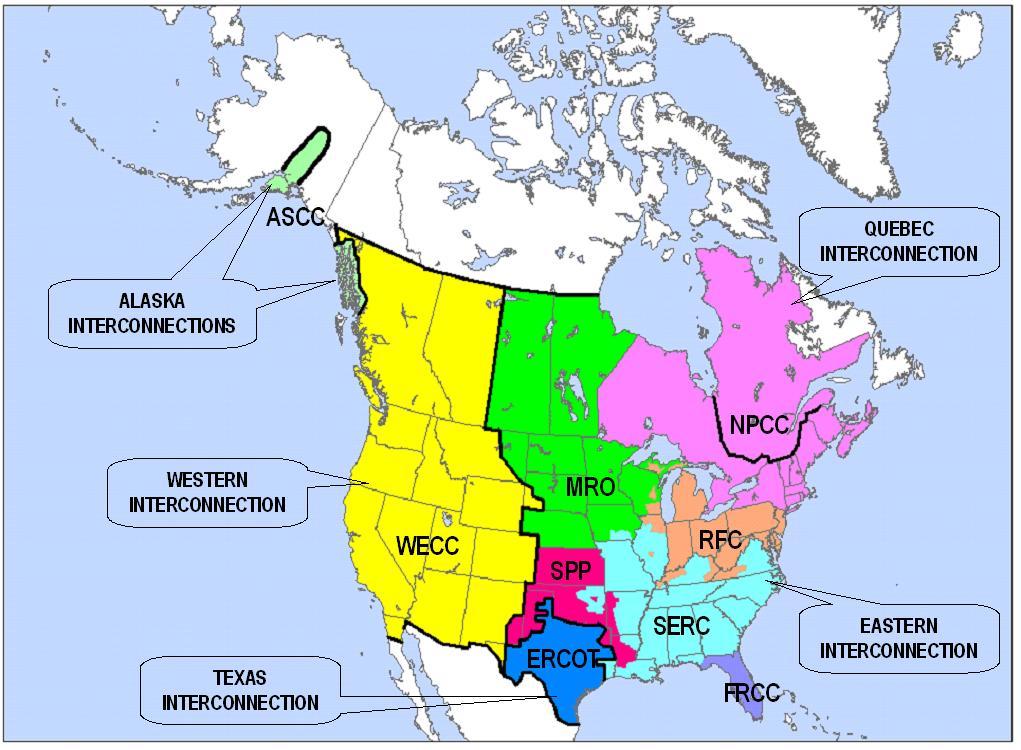 ASCC
QUEBEC
INTERCONNECTION
ALASKA
INTERCONNECTIONS
NPCC
WESTERN
INTERCONNECTION
MRO
WECC
RFC
SPP
SERC
EASTERN
INTERCONNECTION
ERCOT
TEXAS
INTERCONNECTION
FRCC